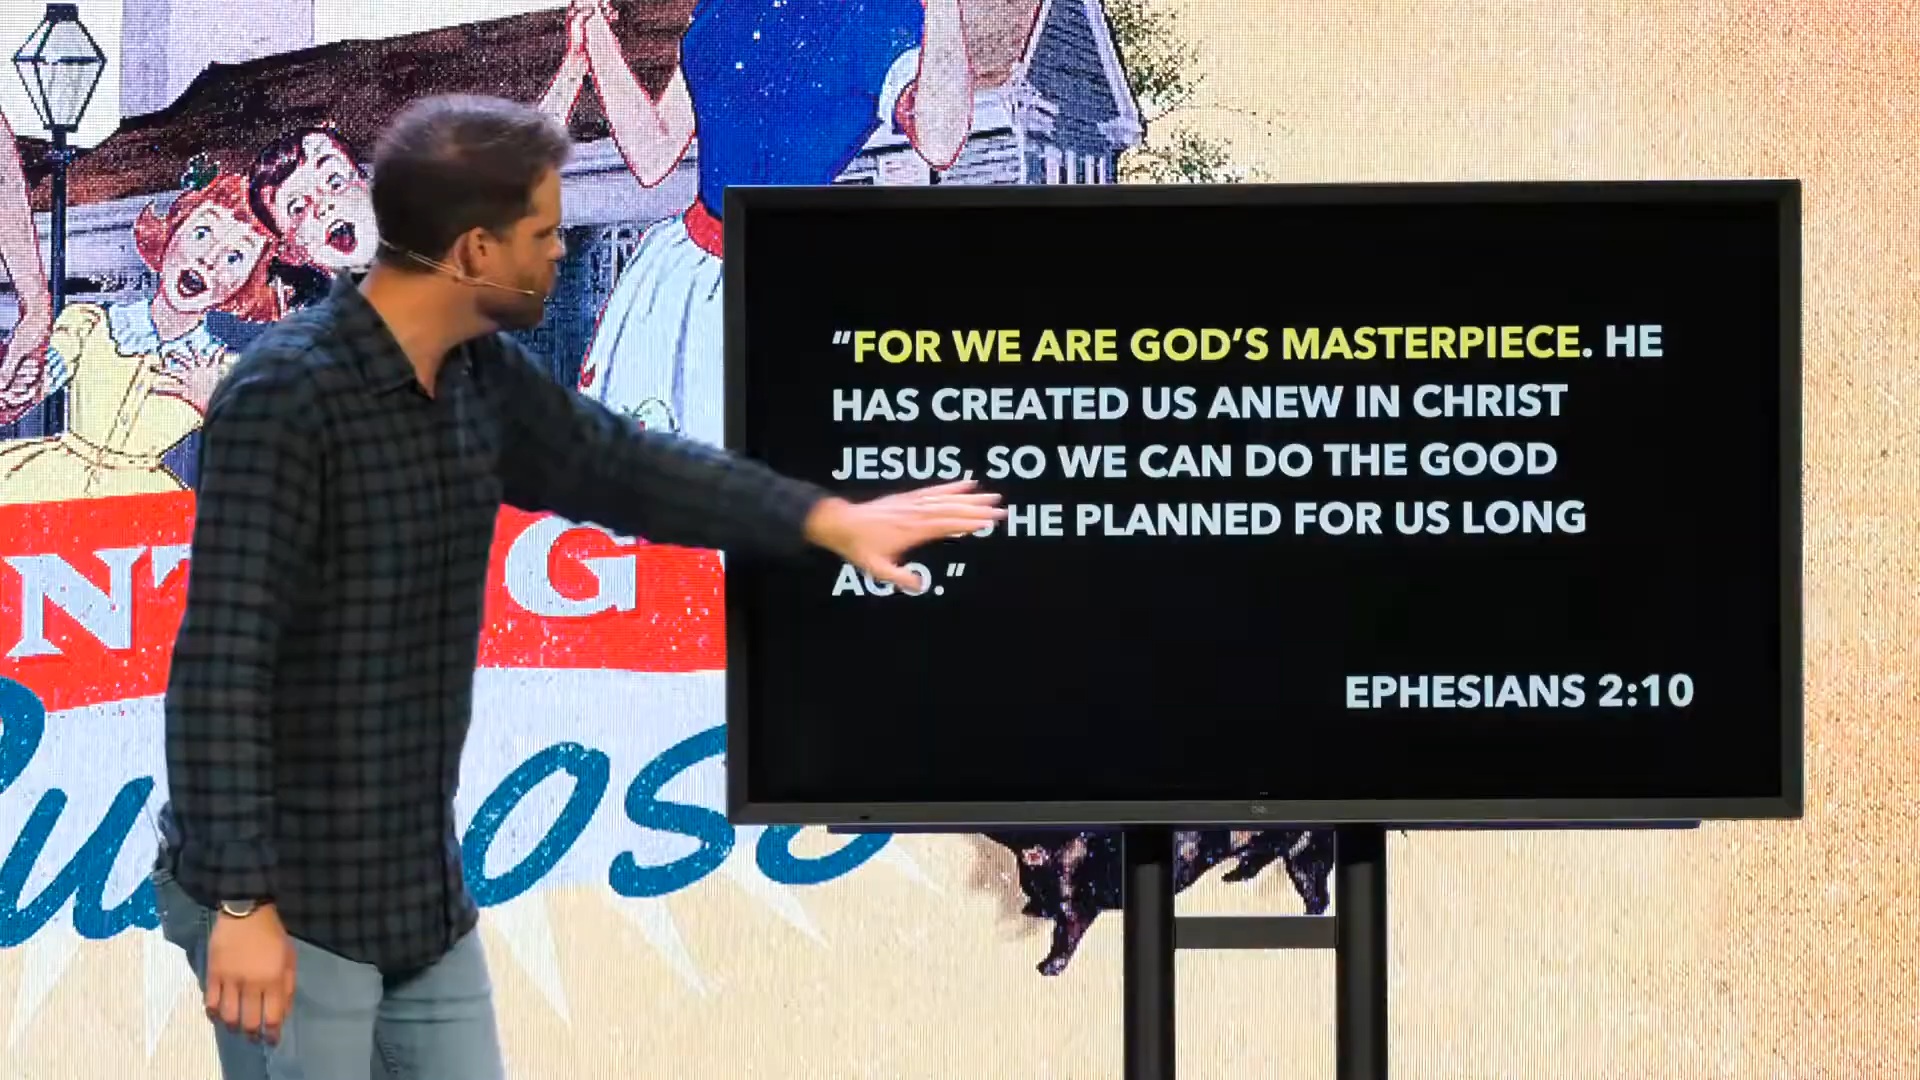 “FOR WE ARE GOD’S MASTERPIECE. HE
HAS CREATED US ANEW IN CHRIST
JESUS, SO WE CAN DO THE GOOD
HE PLANNED FOR US LONG
AGO.”
EPHESIANS 2:10